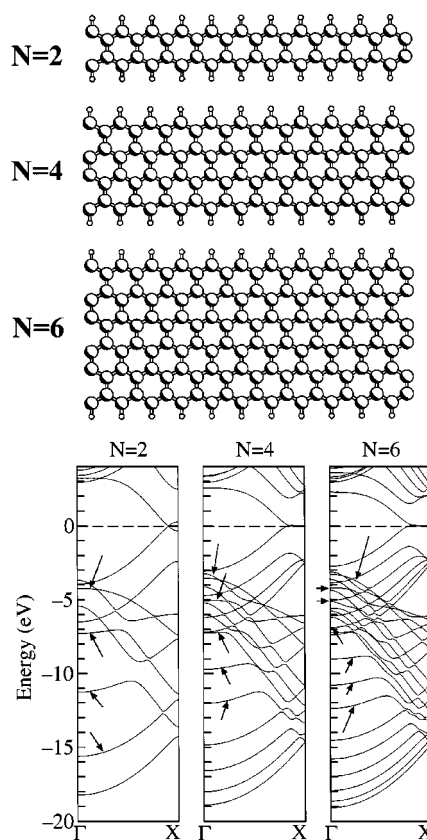 N=2
N=4
N=6
N=2 N=4 N=6
Energy (eV)
0
−5
−10
−15
−20
Γ X Γ X Γ X